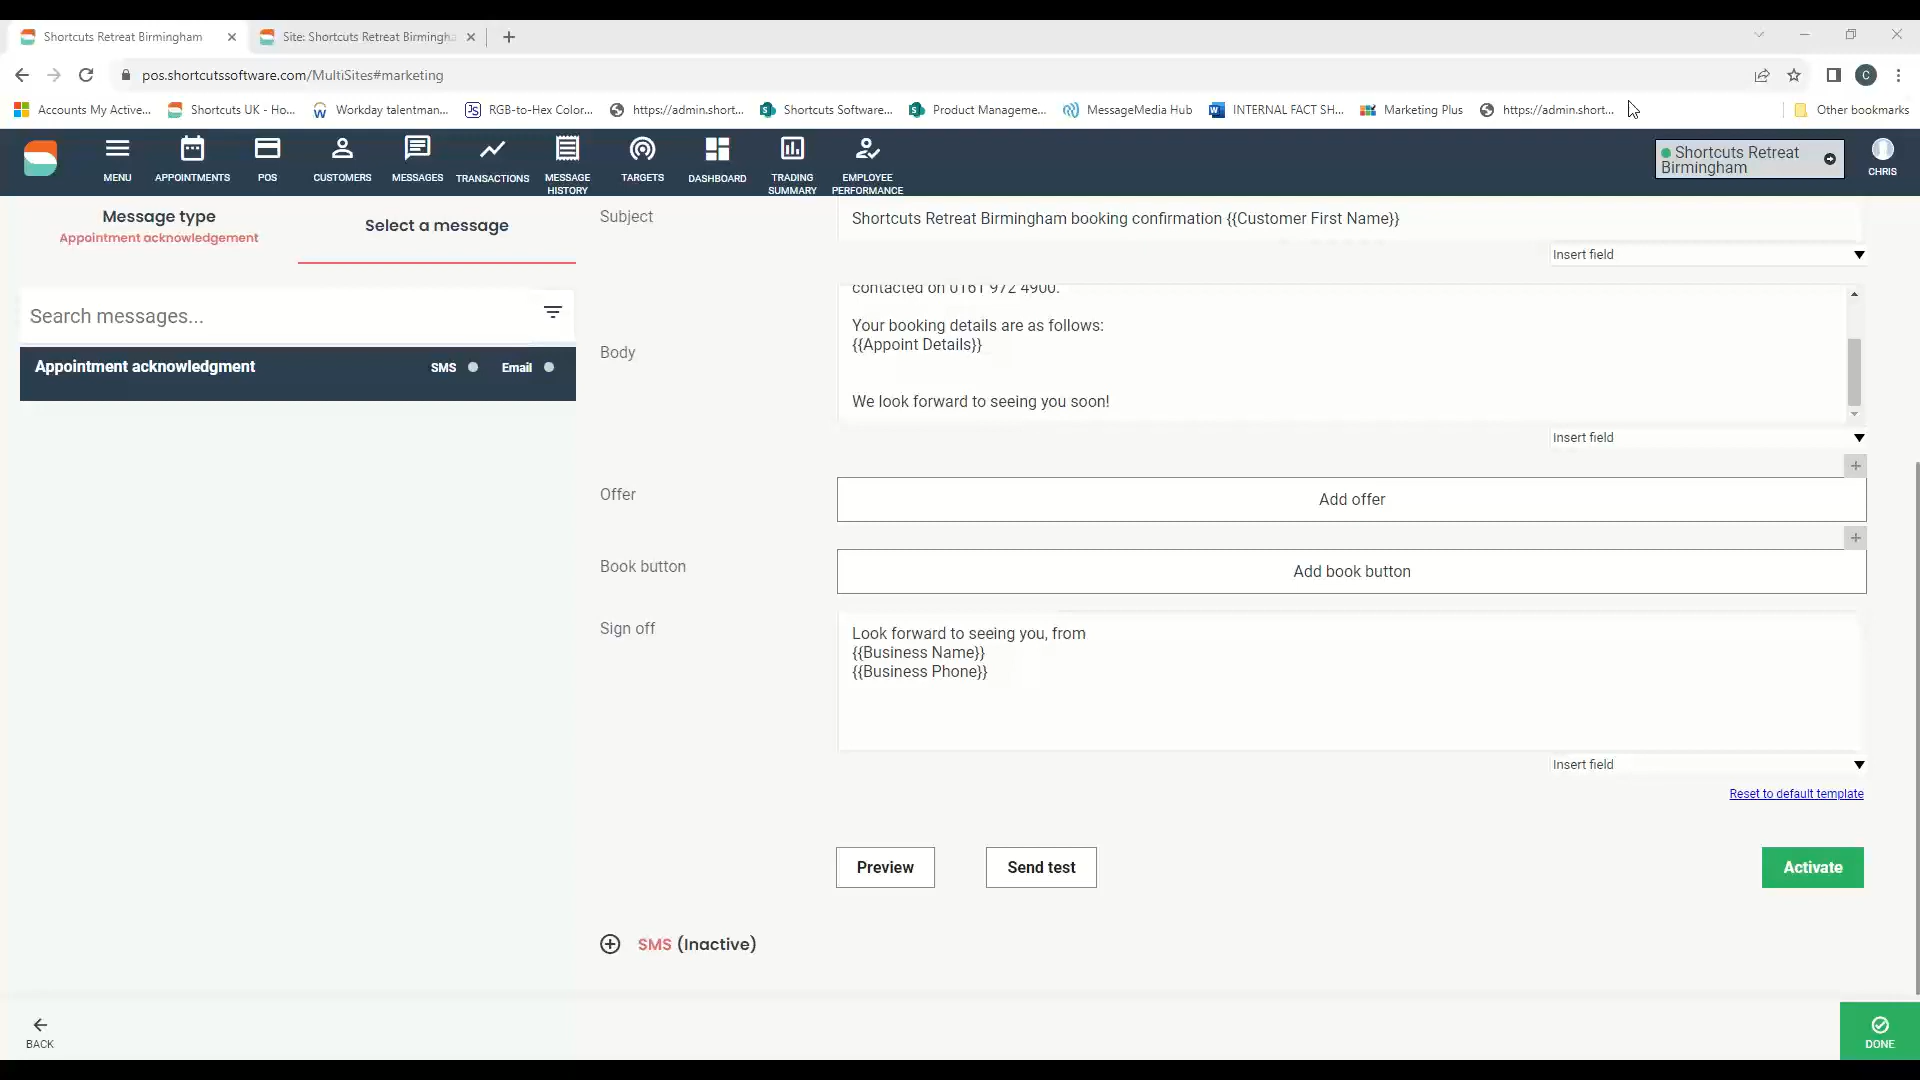 Shortcuts Retreat Birmingham
Site: Shortcuts Retreat Birmingha
pos.shortcutssoftware.com/MultiSites#marketing
C
Accounts My Active...
Shortcuts UK - Ho...
Workday talentman...
RGB-to-Hex Color...
https://admin.short...
Shortcuts Software...
Product Manageme...
MessageMedia Hub
INTERNAL FACT SH...
Marketing Plus
https://admin.short...
Other bookmarks
MENU
APPOINTMENTS
POS
CUSTOMERS
MESSAGES
TRANSACTIONS
MESSAGE
HISTORY
TARGETS
DASHBOARD
TRADING
SUMMARY
EMPLOYEE
PERFORMANCE
Shortcuts Retreat
Birmingham
CHRIS
Message type
Appointment acknowledgement
Select a message
Search messages...
Appointment acknowledgment SMS Email
Subject
Shortcuts Retreat Birmingham booking confirmation {{Customer First Name}}
Insert field
Body
contacted on 0161 972 4900.
Your booking details are as follows:
{{Appoint Details}}
We look forward to seeing you soon!
Insert field
Offer
Add offer
Book button
Add book button
Sign off
Look forward to seeing you, from
{{Business Name}}
{{Business Phone}}
Insert field
Reset to default template
Preview
Send test
Activate
SMS (Inactive)
BACK
DONE